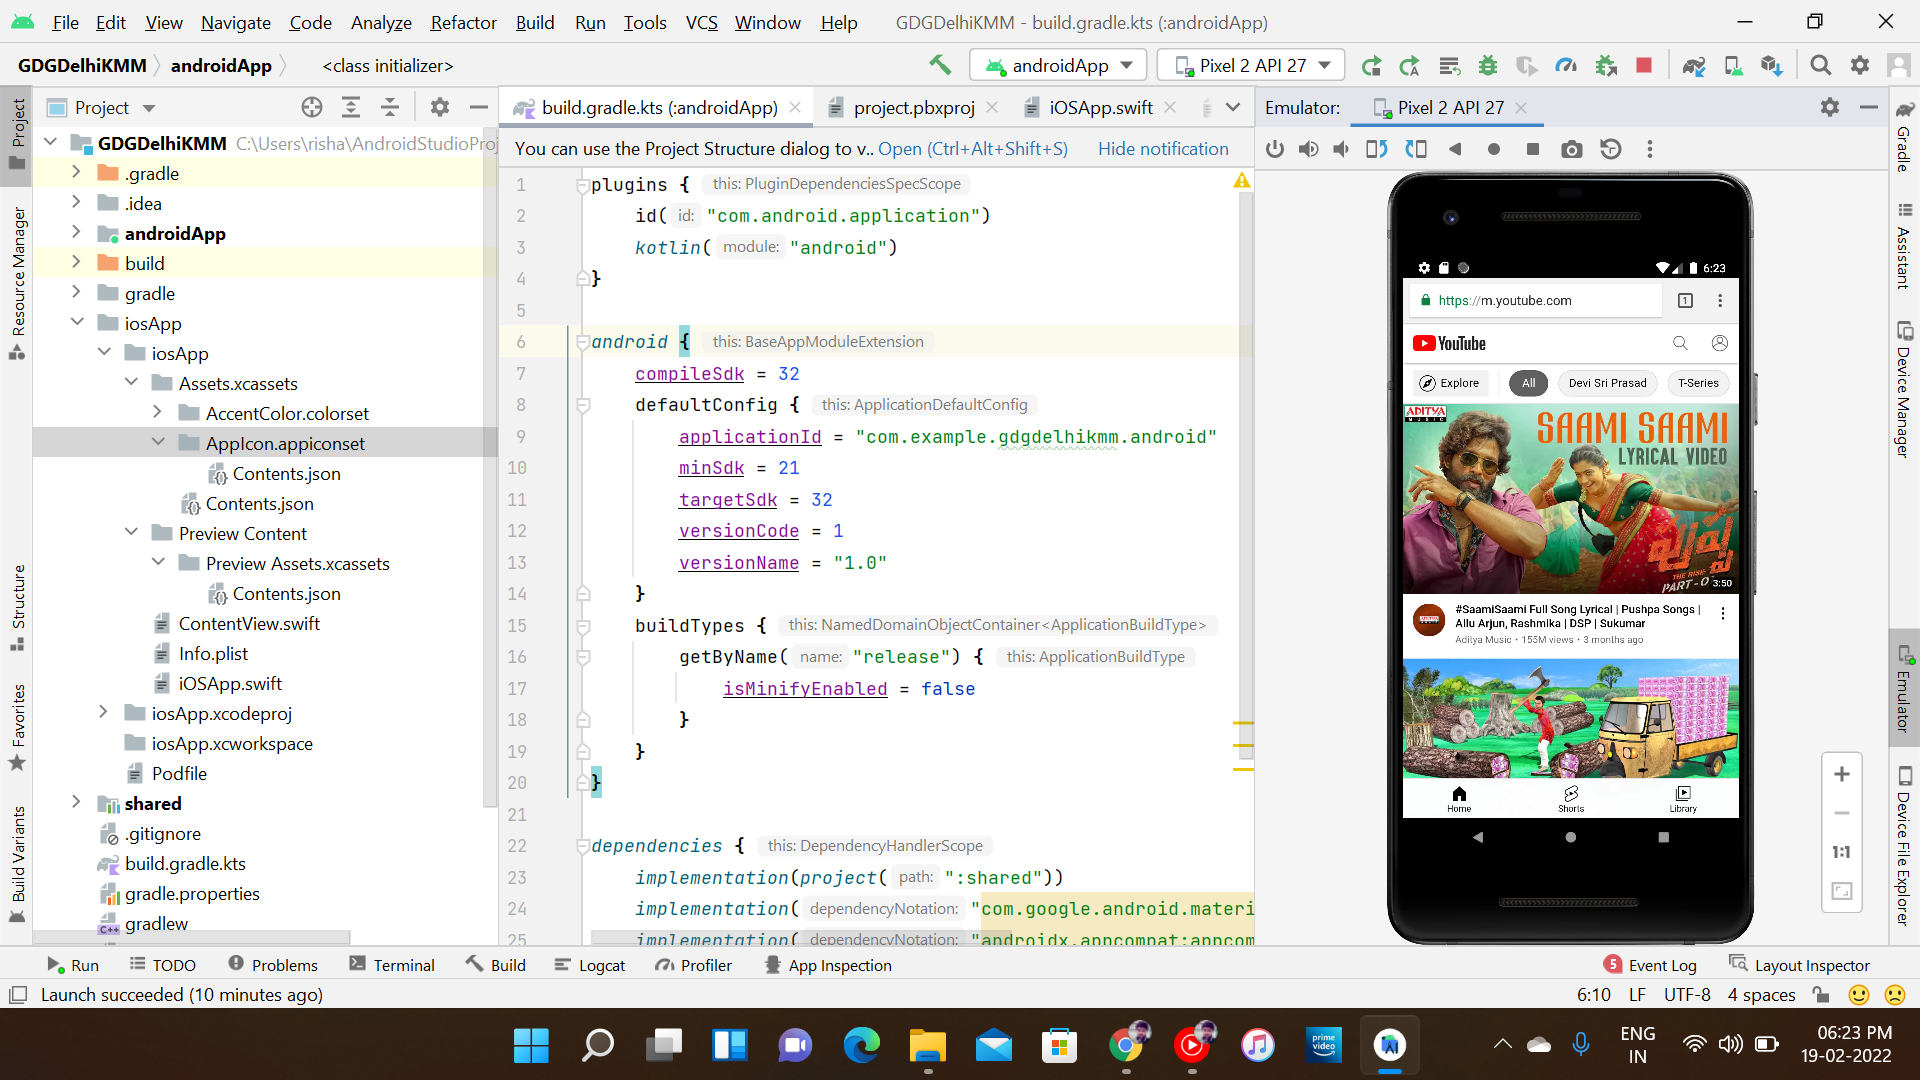 File Edit View Navigate Code Analyze Refactor Build Run Tools VCS Window Help GDGDelhiKMM - build.gradle.kts (:androidApp)
GDGDelhiKMM androidApp <class initializer> androidApp Pixel 2 API 27
Project
build.gradle.kts (:androidApp) project.pbxproj iOSApp.swift
Emulator: Pixel 2 API 27
You can use the Project Structure dialog to v.. Open (Ctrl+Alt+Shift+S) Hide notification
Project
Resource Manager
Structure
Favorites
Build Variants
GDGDelhiKMM C:\Users\risha\AndroidStudioProj
.gradle
.idea
androidApp
build
gradle
iosApp
iosApp
Assets.xcassets
AccentColor.colorset
AppIcon.appiconset
Contents.json
Contents.json
Preview Content
Preview Assets.xcassets
Contents.json
ContentView.swift
Info.plist
iOSApp.swift
iosApp.xcodeproj
iosApp.xcworkspace
Podfile
shared
.gitignore
build.gradle.kts
gradle.properties
gradlew
1 plugins { this: PluginDependenciesSpecScope
2 id( id: "com.android.application")
3 kotlin( module: "android")
4 }
5
6 android { this: BaseAppModuleExtension
7 compileSdk = 32
8 defaultConfig { this: ApplicationDefaultConfig
9 applicationId = "com.example.gdgdelhikmm.android"
10 minSdk = 21
11 targetSdk = 32
12 versionCode = 1
13 versionName = "1.0"
14 }
15 buildTypes { this: NamedDomainObjectContainer<ApplicationBuildType>
16 getByName( name: "release") { this: ApplicationBuildType
17 isMinifyEnabled = false
18 }
19 }
20 }
21
22 dependencies { this: DependencyHandlerScope
23 implementation(project( path: ":shared"))
24 implementation( dependencyNotation: "com.google.android.materi
25 implementation( dependencyNotation: "androidx.appcompat:appcom
6:23
https://m.youtube.com 1
YouTube
Explore All Devi Sri Prasad T-Series
ADITYA
MUSIC
SAAMI SAAMI
LYRICAL VIDEO
పుష్ప
THE RISE
PART-0
3:50
#SaamiSaami Full Song Lyrical | Pushpa Songs |
Allu Arjun, Rashmika | DSP | Sukumar
Aditya Music • 155M views • 3 months ago
Home Shorts Library
1:1
Gradle
Assistant
Device Manager
Emulator
Device File Explorer
Run TODO Problems Terminal Build Logcat Profiler App Inspection 5 Event Log Layout Inspector
Launch succeeded (10 minutes ago) 6:10 LF UTF-8 4 spaces
prime
video
ENG
IN
06:23 PM
19-02-2022